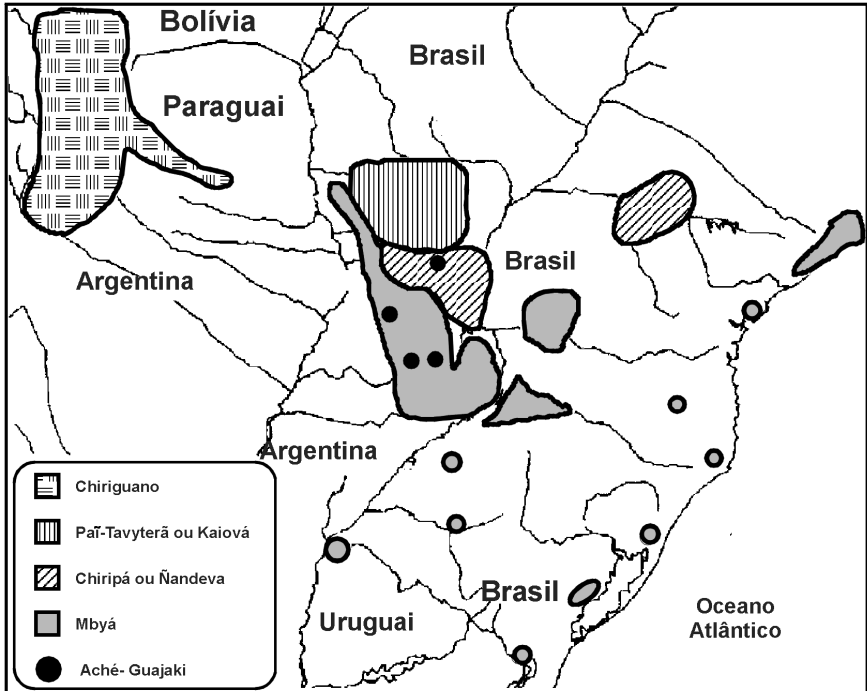 Bolívia
Brasil
Paraguai
Argentina
Brasil
Argentina
Chiriguano
Paĩ-Tavyterã ou Kaiová
Chiripá ou Ñandeva
Mbyá
Aché- Guajaki
Uruguai
Brasil
Oceano
Atlântico